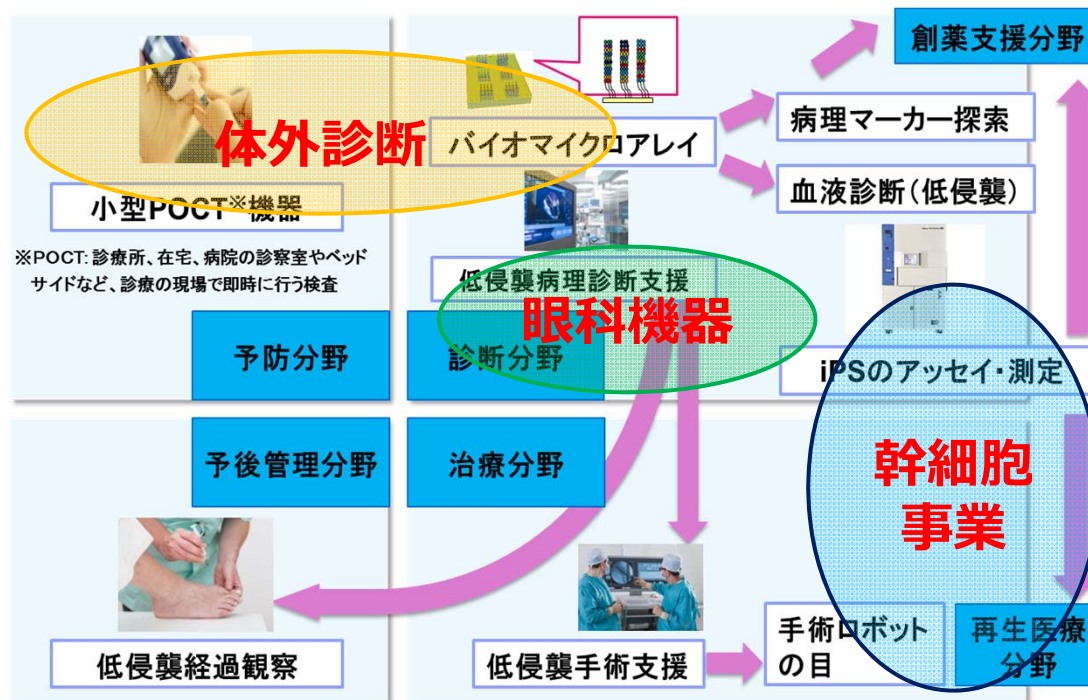 創薬支援分野
体外診断
バイオマイクロアレイ
病理マーカー探索
小型POCT※機器
血液診断(低侵襲)
※POCT: 診療所、在宅、病院の診察室やベッド
サイドなど、診療の現場で即時に行う検査
低侵襲病理診断支援
眼科機器
予防分野
診断分野
iPSのアッセイ・測定
予後管理分野
治療分野
幹細胞
事業
低侵襲経過観察
低侵襲手術支援
手術ロボット
の目
再生医療
分野